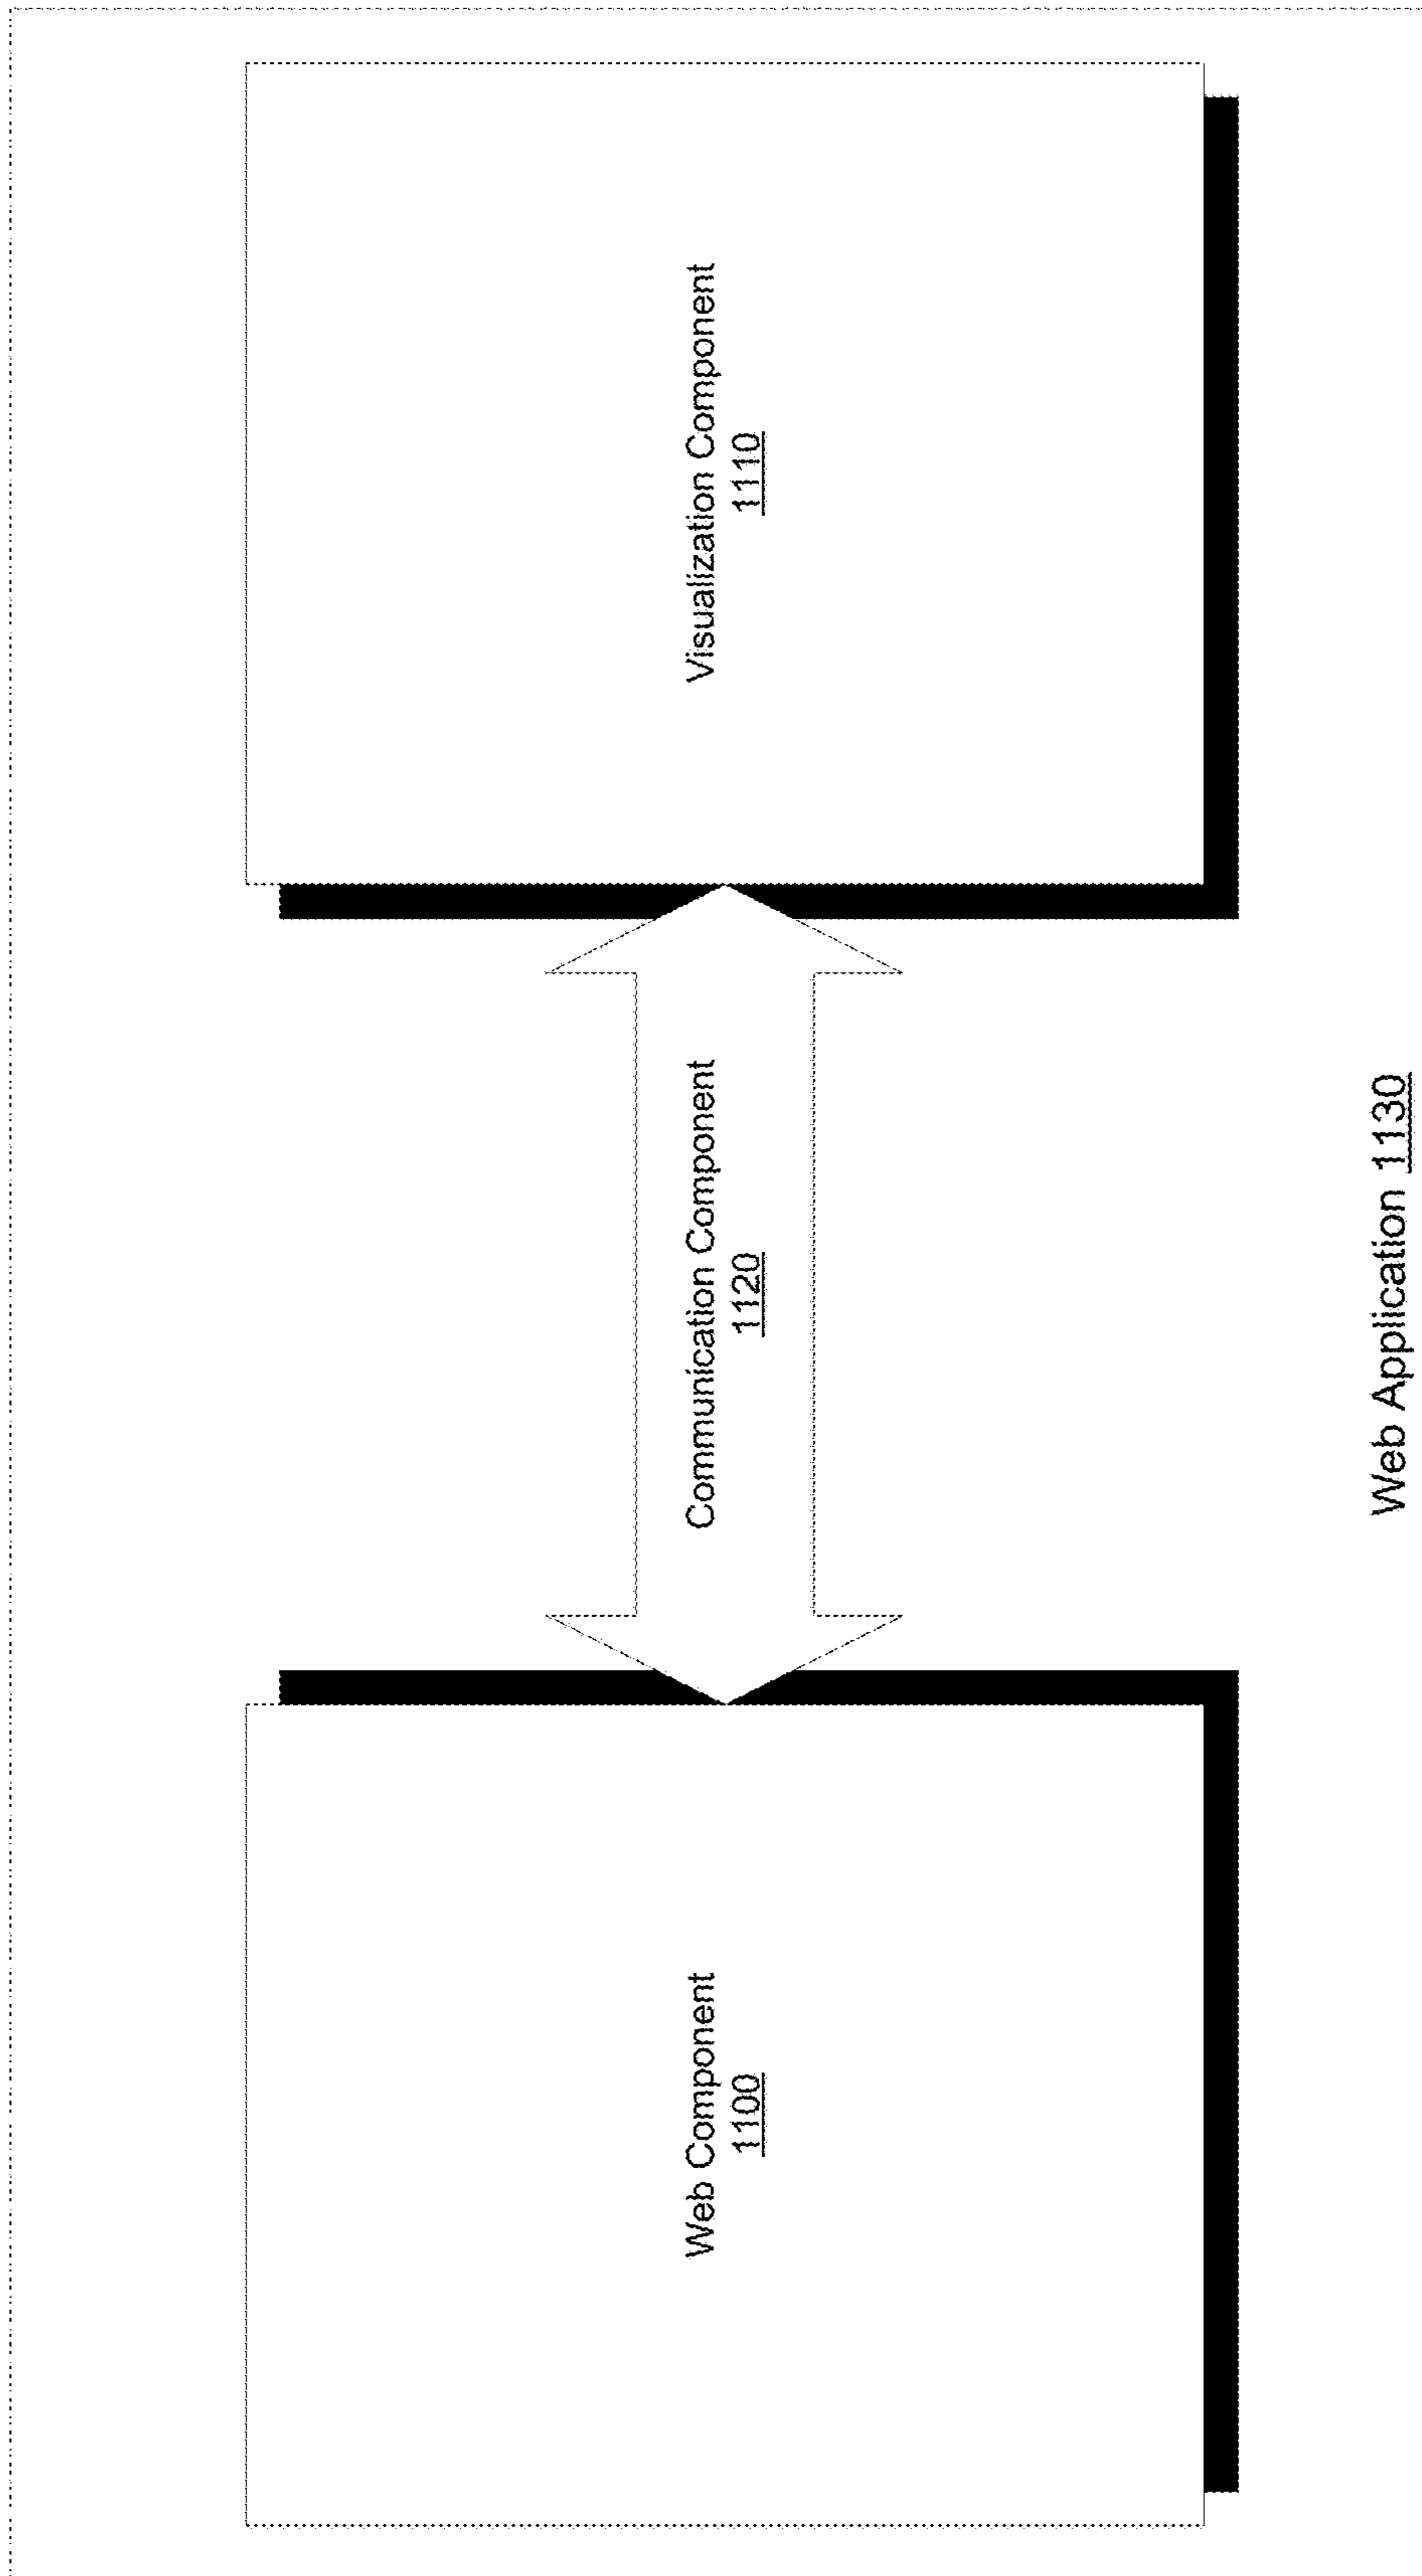 Web Component
1100
Communication Component
1120
Visualization Component
1110
Web Application 1130